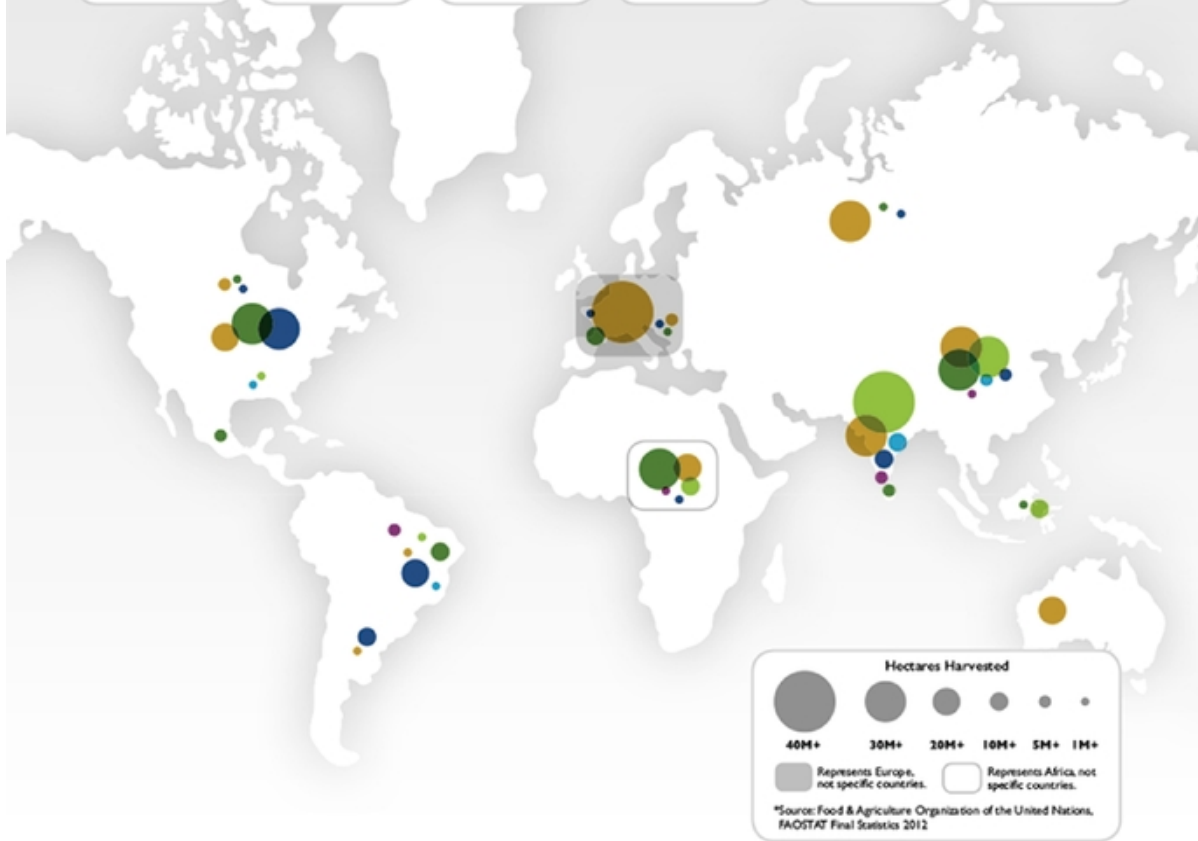 Hectares Harvested
40M+ 30M+ 20M+ 10M+ 5M+ 1M+
Represents Europe,
not specific countries.
Represents Africa, not
specific countries.
*Source: Food & Agriculture Organization of the United Nations,
FAOSTAT Final Statistics 2012